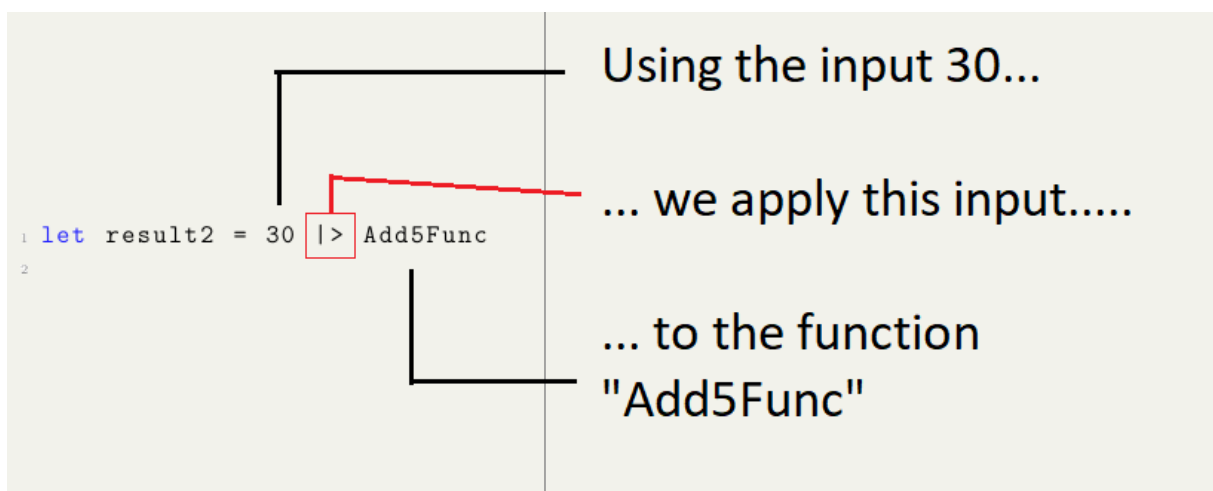 Using the input 30...
... we apply this input.....
1 let result2 = 30 |> Add5Func
2
... to the function
"Add5Func"